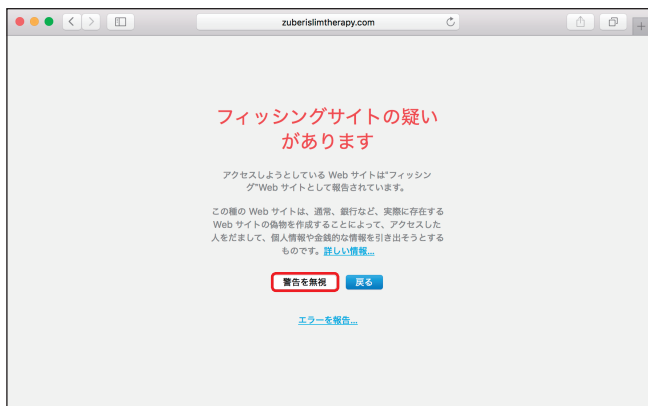 zuberislimtherapy.com
フィッシングサイトの疑い
があります
アクセスしようとしている Web サイトは"フィッシン
グ"Web サイトとして報告されています。
この種の Web サイトは、通常、銀行など、実際に存在する
Web サイトの偽物を作成することによって、アクセスした
人をだまして、個人情報や金銭的な情報を引き出そうとする
ものです。詳しい情報...
警告を無視 戻る
エラーを報告...